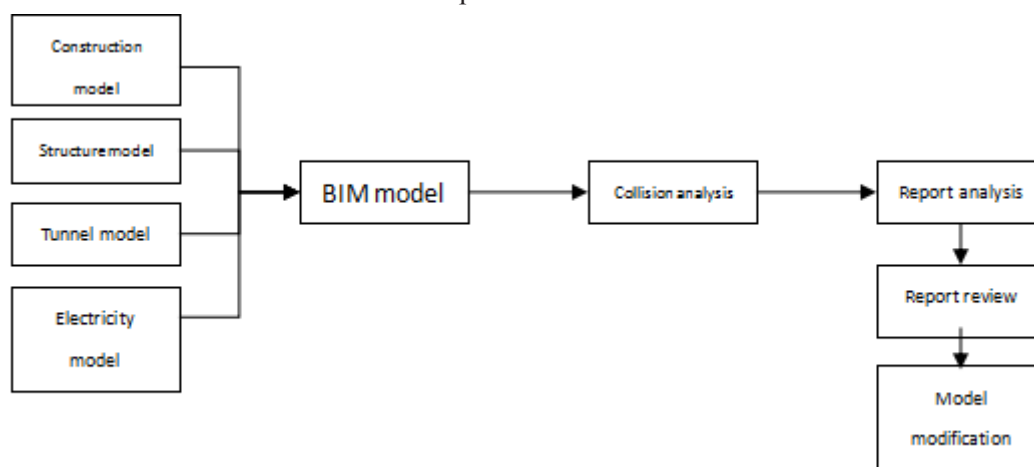 Construction
model
Structure model
Tunnel model
Electricity
model
BIM model
Collision analysis
Report analysis
Report review
Model
modification